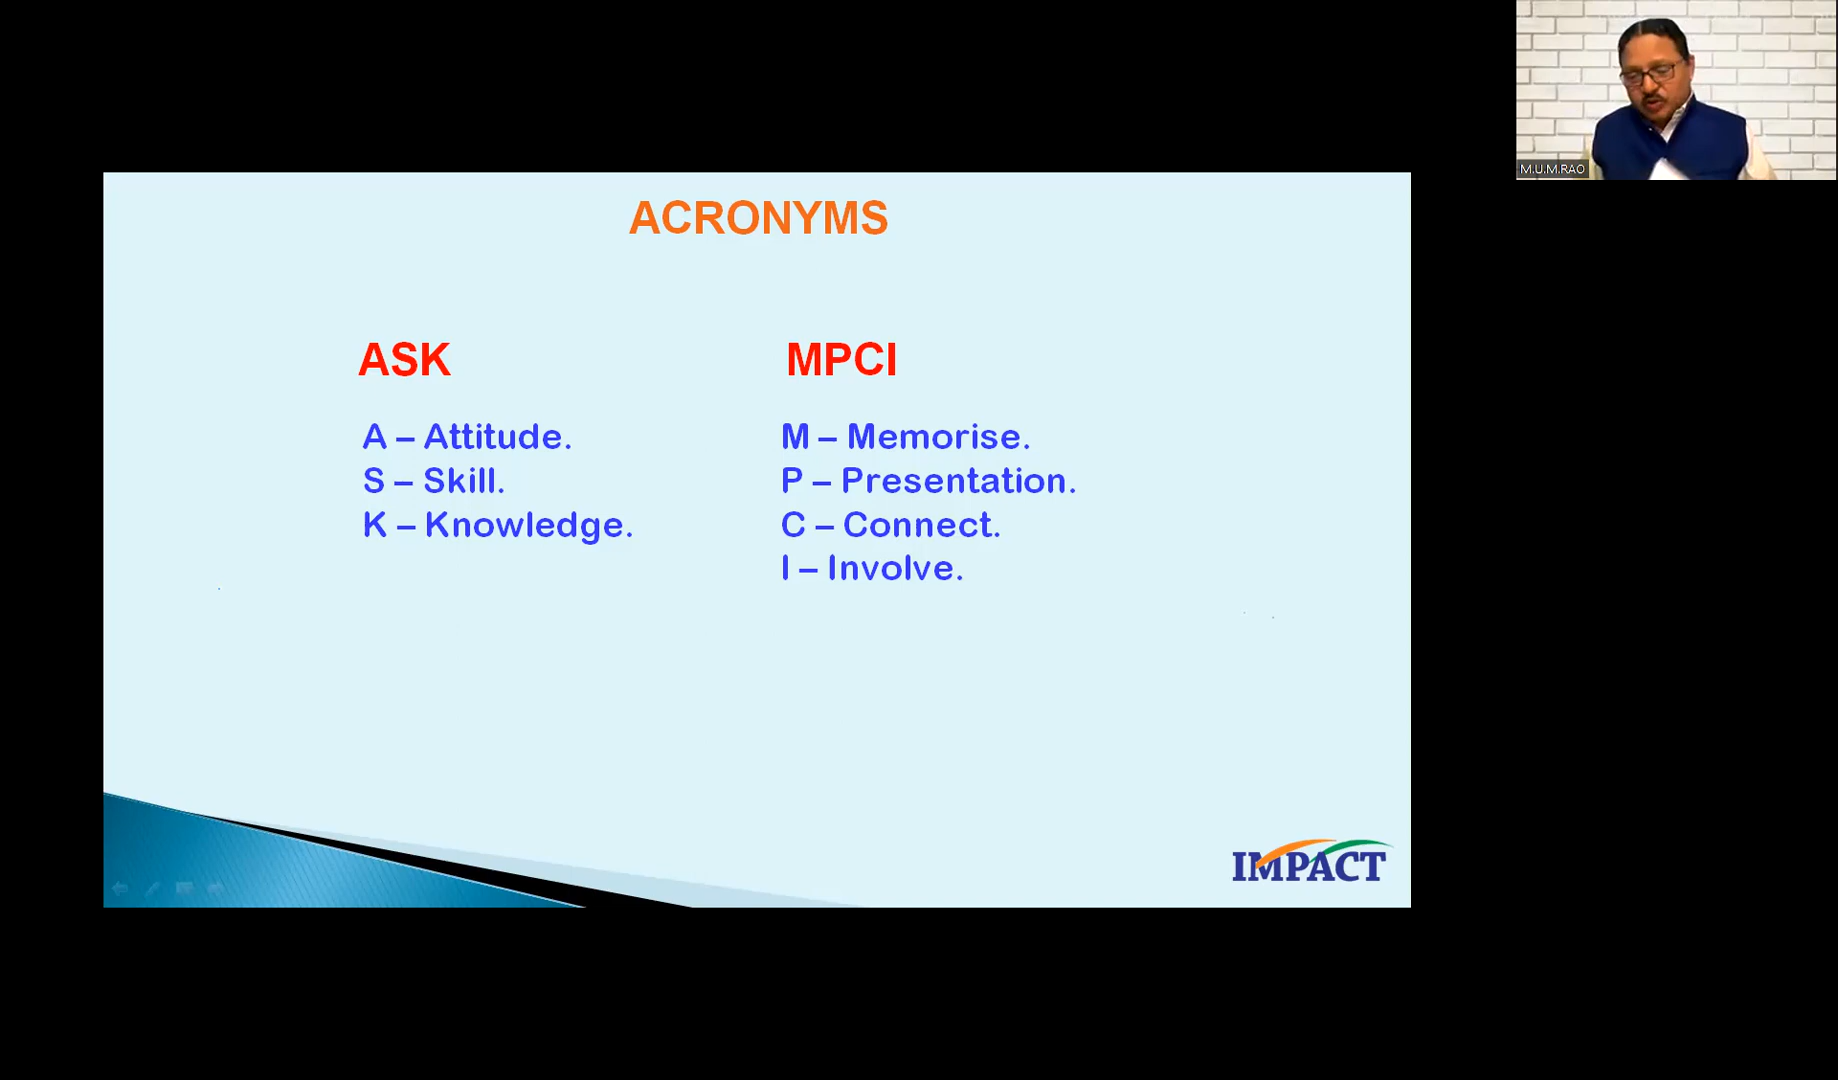 M.U.M.RAO
ACRONYMS
ASK
A – Attitude.
S – Skill.
K – Knowledge.
MPCI
M – Memorise.
P – Presentation.
C – Connect.
I – Involve.
IMPACT